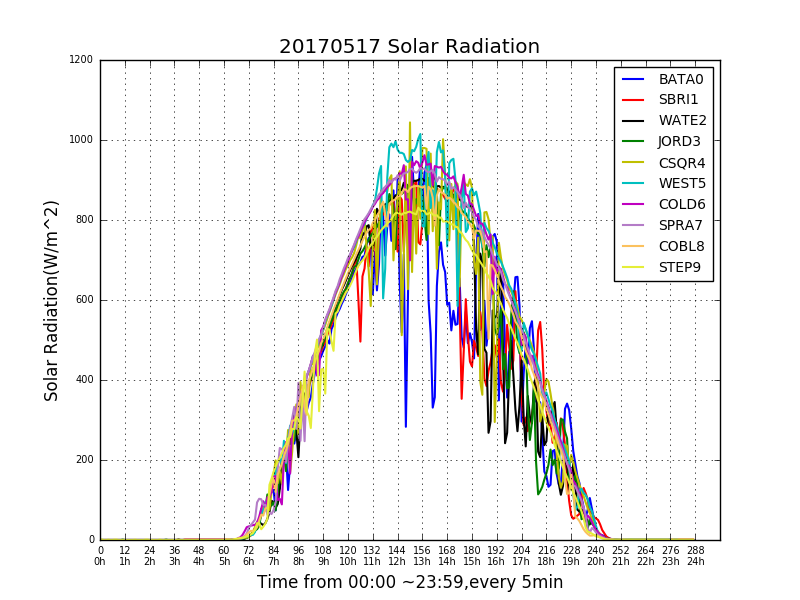 20170517 Solar Radiation
1200
1000
800
600
400
200
0
Solar Radiation(W/m^2)
BATA0
SBRI1
WATE2
JORD3
CSQR4
WEST5
COLD6
SPRA7
COBL8
STEP9
0 12 24 36 48 60 72 84 96 108 120 132 144 156 168 180 192 204 216 228 240 252 264 276 288
0h 1h 2h 3h 4h 5h 6h 7h 8h 9h 10h 11h 12h 13h 14h 15h 16h 17h 18h 19h 20h 21h 22h 23h 24h
Time from 00:00 ~23:59,every 5min